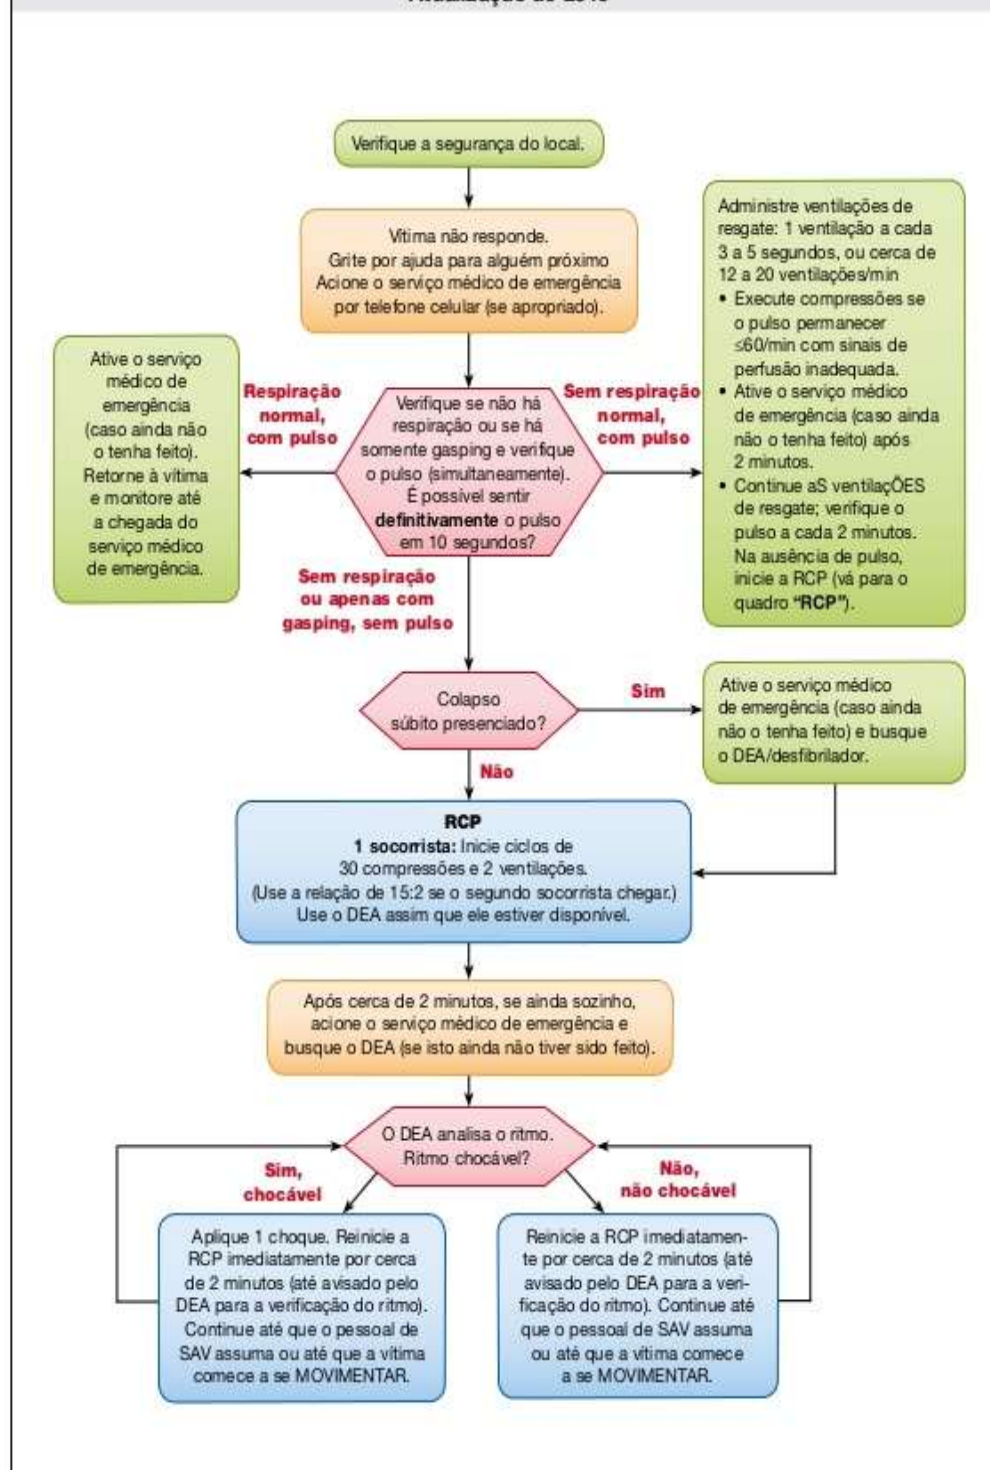 Verifique a segurança do local.
Vítima não responde.
Grite por ajuda para alguém próximo
Acione o serviço médico de emergência
por telefone celular (se apropriado).
Ative o serviço
médico de
emergência
(caso ainda não
o tenha feito).
Retorne à vítima
e monitore até
a chegada do
serviço médico
de emergência.
Respiração
normal,
com pulso
Verifique se não há
respiração ou se há
somente gasping e verifique
o pulso (simultaneamente).
É possível sentir
definitivamente o pulso
em 10 segundos?
Sem respiração
normal,
com pulso
Administre ventilações de
resgate: 1 ventilação a cada
3 a 5 segundos, ou cerca de
12 a 20 ventilações/min
• Execute compressões se
o pulso permanecer
≤60/min com sinais de
perfusão inadequada.
• Ative o serviço médico
de emergência (caso ainda
não o tenha feito) após
2 minutos.
• Continue aS ventilaçÕES
de resgate; verifique o
pulso a cada 2 minutos.
Na ausência de pulso,
inicie a RCP (vá para o
quadro “RCP”).
Sem respiração
ou apenas com
gasping, sem pulso
Colapso
súbito presenciado?
Sim
Ative o serviço médico
de emergência (caso ainda
não o tenha feito) e busque
o DEA/desfibrilador.
Não
RCP
1 socorrista: Inicie ciclos de
30 compressões e 2 ventilações.
(Use a relação de 15:2 se o segundo socorrista chegar.)
Use o DEA assim que ele estiver disponível.
Após cerca de 2 minutos, se ainda sozinho,
acione o serviço médico de emergência e
busque o DEA (se isto ainda não tiver sido feito).
O DEA analisa o ritmo.
Ritmo chocável?
Sim,
chocável
Não,
não chocável
Aplique 1 choque. Reinicie a
RCP imediatamente por cerca
de 2 minutos (até avisado pelo
DEA para a verificação do ritmo).
Continue até que o pessoal de
SAV assuma ou até que a vítima
comece a se MOVIMENTAR.
Reinicie a RCP imediatamen-
te por cerca de 2 minutos (até
avisado pelo DEA para a veri-
ficação do ritmo). Continue até
que o pessoal de SAV assuma
ou até que a vítima comece
a se MOVIMENTAR.